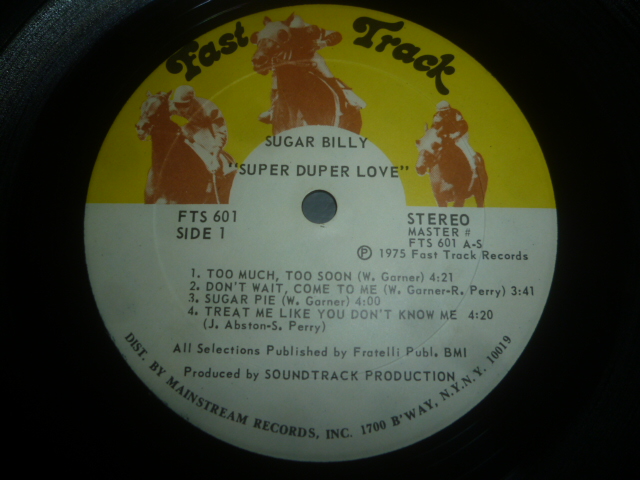 Fast Track
SUGAR BILLY
"SUPER DUPER LOVE"
FTS 601
SIDE 1
STEREO
MASTER #
FTS 601 A-S
Ⓟ 1975 Fast Track Records
1. TOO MUCH, TOO SOON (W. Garner) 4:21
2. DON'T WAIT, COME TO ME (W. Garner-R. Perry) 3:41
3. SUGAR PIE (W. Garner) 4:00
4. TREAT ME LIKE YOU DON'T KNOW ME 4:20
(J. Abston-S. Perry)
All Selections Published by Fratelli Publ. BMI
Produced by SOUNDTRACK PRODUCTION
DIST. BY MAINSTREAM RECORDS, INC. 1700 B'WAY, N.Y.N.Y. 10019